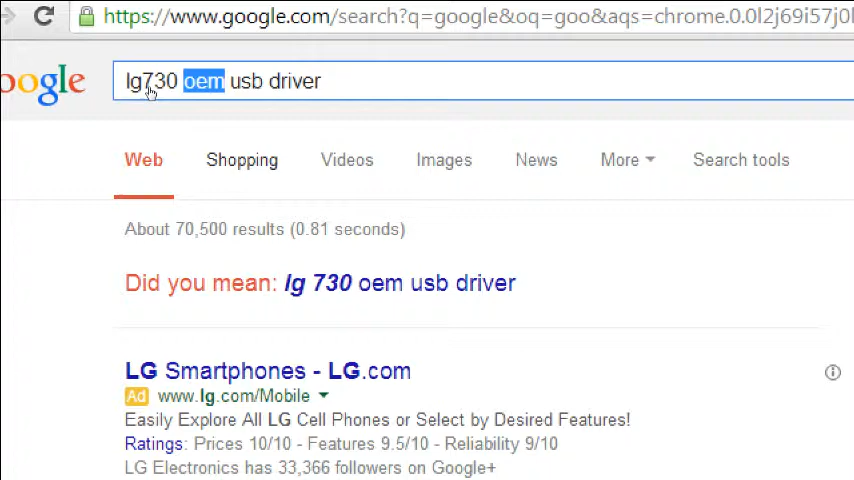 https://www.google.com/search?q=google&oq=goo&aqs=chrome.0.0l2j69i57j0l
oogle
lg730 oem usb driver
Web Shopping Videos Images News More Search tools
About 70,500 results (0.81 seconds)
Did you mean: lg 730 oem usb driver
LG Smartphones - LG.com
Ad www.lg.com/Mobile
Easily Explore All LG Cell Phones or Select by Desired Features!
Ratings: Prices 10/10 - Features 9.5/10 - Reliability 9/10
LG Electronics has 33,366 followers on Google+